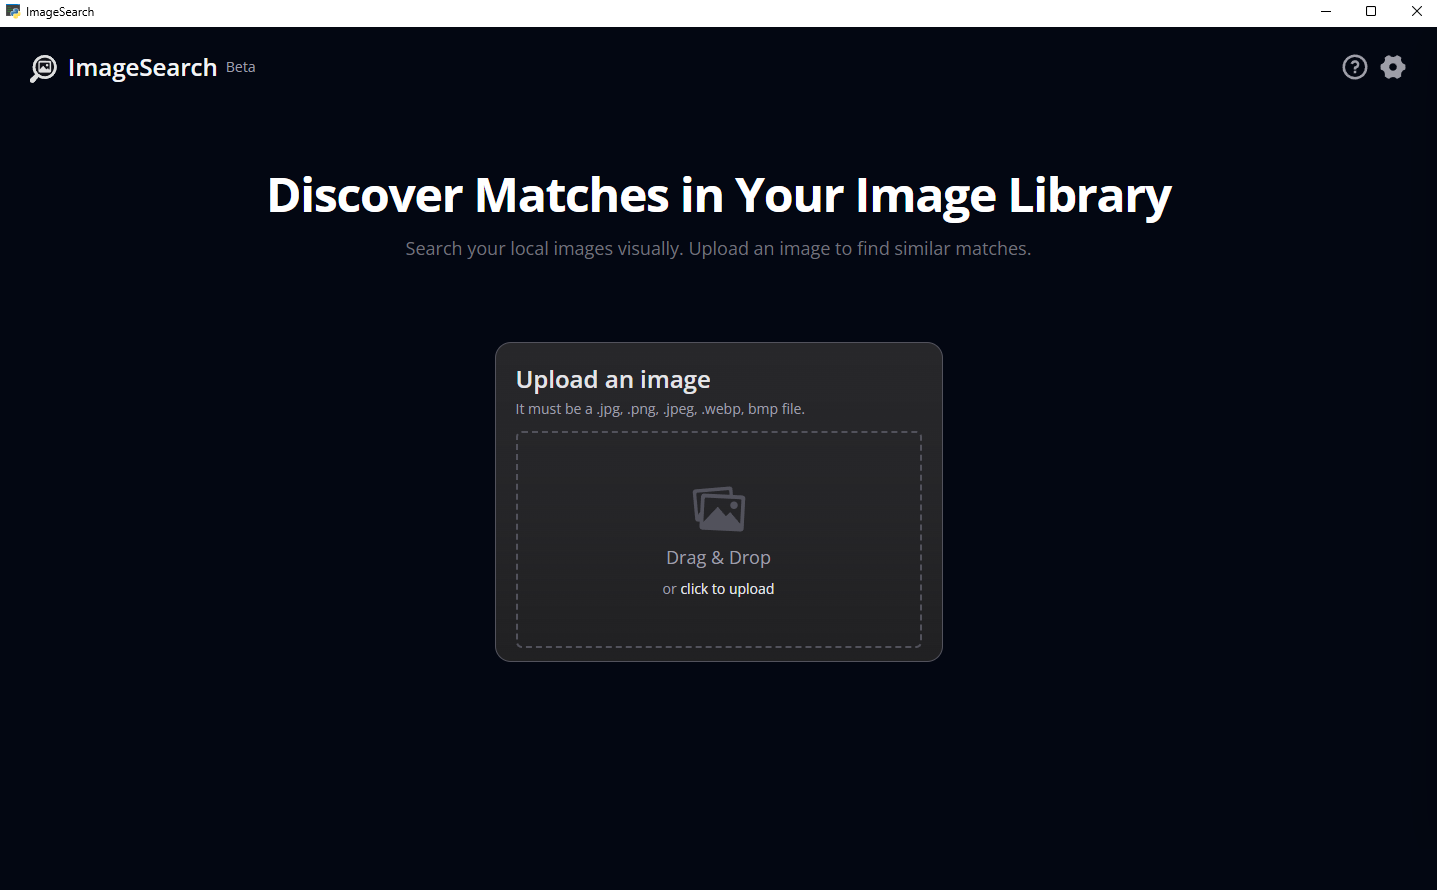 ImageSearch
ImageSearch Beta
Discover Matches in Your Image Library
Search your local images visually. Upload an image to find similar matches.
Upload an image
It must be a .jpg, .png, .jpeg, .webp, bmp file.
Drag & Drop
or click to upload